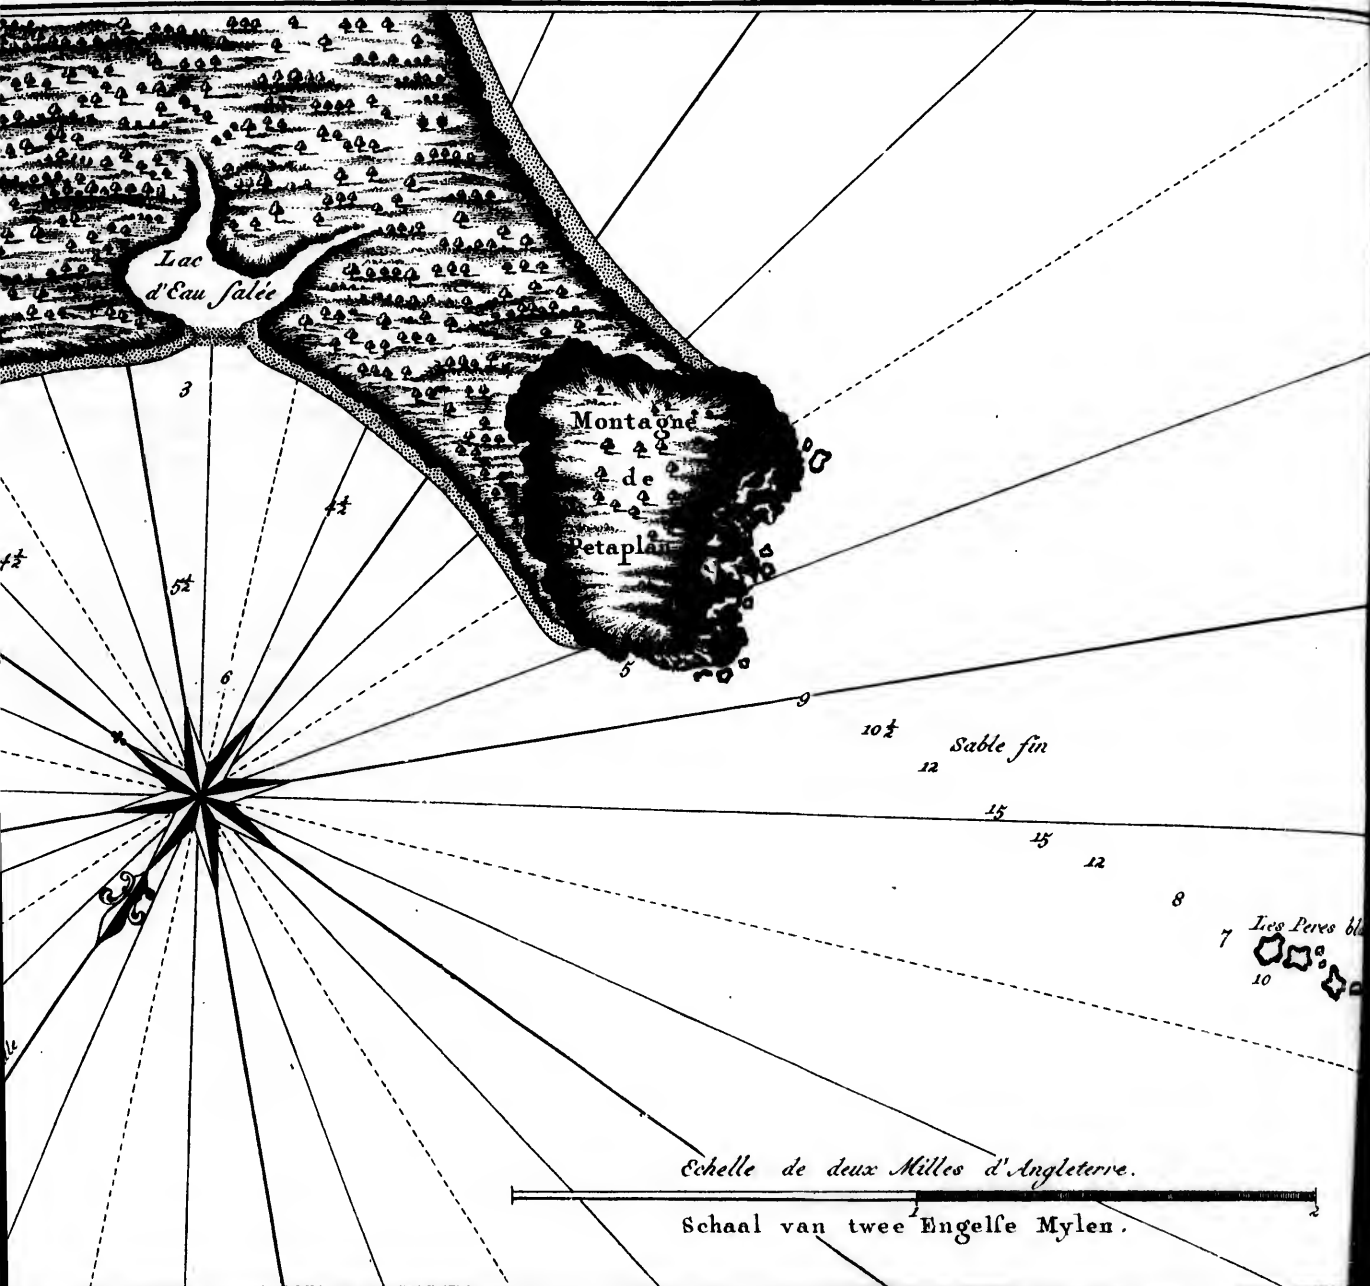 Lac
d'Eau ſalée
3
Montagne
de
Petaplan
4½
4½
5½
6
5
9
10½
Sable fin
12
15
15
12
8
7
Les Peres
10
Echelle de deux Milles d'Angleterre.
1
2
Schaal van twee Engelſe Mylen.